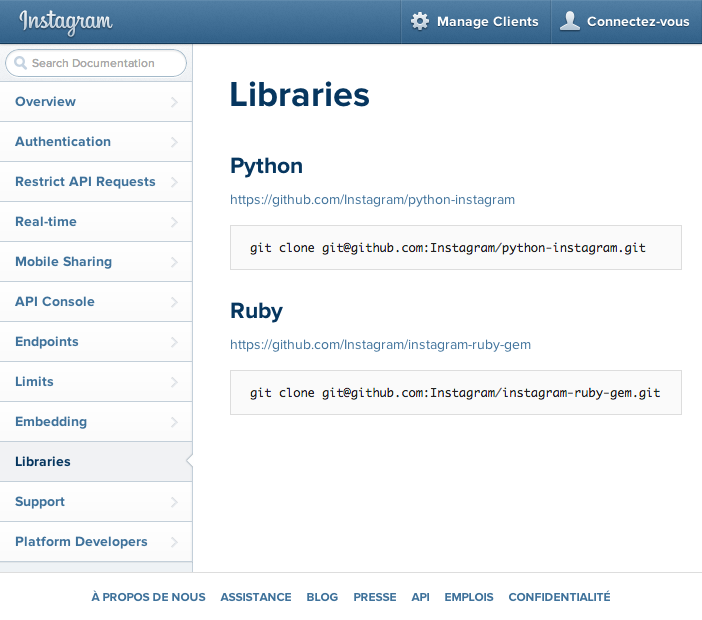 Instagram
Manage Clients
Connectez-vous
Search Documentation
Overview
Authentication
Restrict API Requests
Real-time
Mobile Sharing
API Console
Endpoints
Limits
Embedding
Libraries
Support
Platform Developers
Libraries
Python
https://github.com/Instagram/python-instagram
git clone git@github.com:Instagram/python-instagram.git
Ruby
https://github.com/Instagram/instagram-ruby-gem
git clone git@github.com:Instagram/instagram-ruby-gem.git
À PROPOS DE NOUS ASSISTANCE BLOG PRESSE API EMPLOIS CONFIDENTIALITÉ